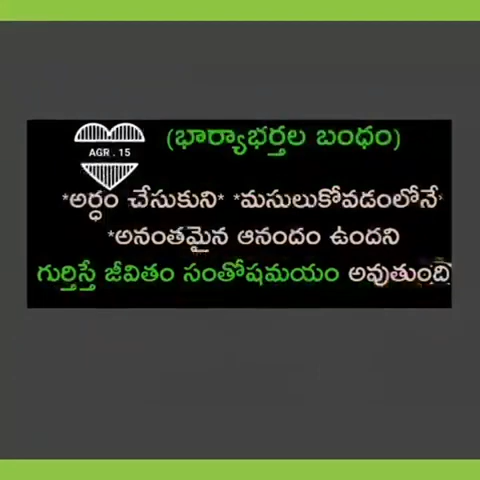 (భార్యాభర్తల బంధం)
AGR . 15
*అర్ధం చేసుకుని* *మసులుకోవడంలోనే*
*అనంతమైన ఆనందం ఉందని
గుర్తిస్తే జీవితం సంతోషమయం అవుతుంది